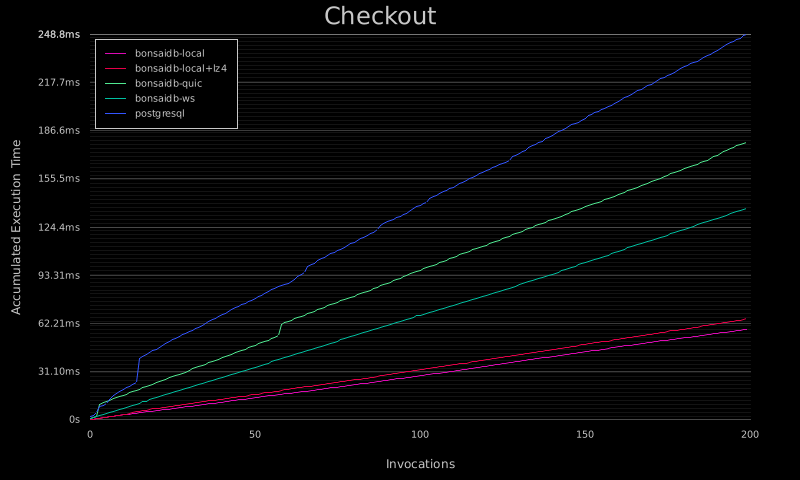 Checkout
248.8ms
217.7ms
186.6ms
155.5ms
124.4ms
93.31ms
62.21ms
31.10ms
0s
Accumulated Execution Time
bonsaidb-local
bonsaidb-local+lz4
bonsaidb-quic
bonsaidb-ws
postgresql
0 50 100 150 200
Invocations